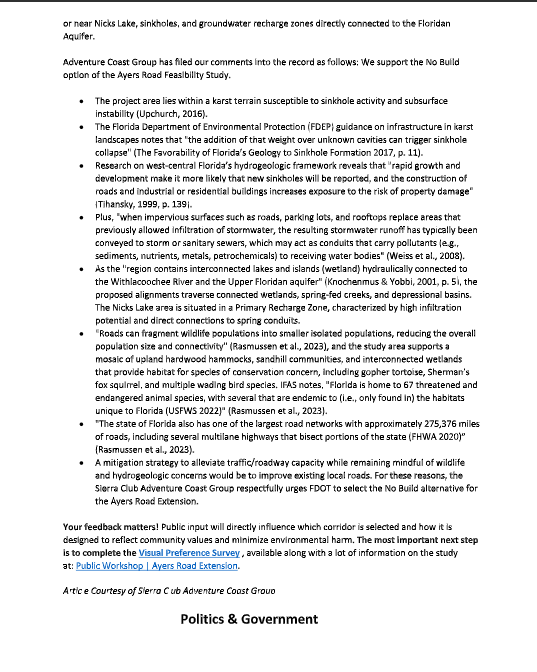 or near Nicks Lake, sinkholes, and groundwater recharge zones directly connected to the Floridan
Aquifer.
Adventure Coast Group has filed our comments into the record as follows: We support the No Build
option of the Ayers Road Feasibility Study.
• The project area lies within a karst terrain susceptible to sinkhole activity and subsurface
instability (Upchurch, 2016).
• The Florida Department of Environmental Protection (FDEP) guidance on infrastructure in karst
landscapes notes that "the addition of that weight over unknown cavities can trigger sinkhole
collapse" (The Favorability of Florida's Geology to Sinkhole Formation 2017, p. 11).
• Research on west-central Florida's hydrogeologic framework reveals that "rapid growth and
development make it more likely that new sinkholes will be reported, and the construction of
roads and industrial or residential buildings increases exposure to the risk of property damage"
(Tihansky, 1999, p. 139).
• Plus, "when impervious surfaces such as roads, parking lots, and rooftops replace areas that
previously allowed infiltration of stormwater, the resulting stormwater runoff has typically been
conveyed to storm or sanitary sewers, which may act as conduits that carry pollutants (e.g.,
sediments, nutrients, metals, petrochemicals) to receiving water bodies" (Weiss et al., 2008).
• As the "region contains interconnected lakes and islands (wetland) hydraulically connected to
the Withlacoochee River and the Upper Floridan aquifer" (Knochenmus & Yobbi, 2001, p. 5), the
proposed alignments traverse connected wetlands, spring-fed creeks, and depressional basins.
The Nicks Lake area is situated in a Primary Recharge Zone, characterized by high infiltration
potential and direct connections to spring conduits.
• "Roads can fragment wildlife populations into smaller isolated populations, reducing the overall
population size and connectivity" (Rasmussen et al., 2023), and the study area supports a
mosaic of upland hardwood hammocks, sandhill communities, and interconnected wetlands
that provide habitat for species of conservation concern, including gopher tortoise, Sherman's
fox squirrel, and multiple wading bird species. IFAS notes, "Florida is home to 67 threatened and
endangered animal species, with several that are endemic to (i.e., only found in) the habitats
unique to Florida (USFWS 2022)" (Rasmussen et al., 2023).
• "The state of Florida also has one of the largest road networks with approximately 275,376 miles
of roads, including several multilane highways that bisect portions of the state (FHWA 2020)"
(Rasmussen et al., 2023).
• A mitigation strategy to alleviate traffic/roadway capacity while remaining mindful of wildlife
and hydrogeologic concerns would be to improve existing local roads. For these reasons, the
Sierra Club Adventure Coast Group respectfully urges FDOT to select the No Build alternative for
the Ayers Road Extension.
Your feedback matters! Public input will directly influence which corridor is selected and how it is
designed to reflect community values and minimize environmental harm. The most important next step
is to complete the Visual Preference Survey , available along with a lot of information on the study
at: Public Workshop | Ayers Road Extension.
Artic e Courtesy of Sierra C ub Adventure Coast Group
Politics & Government